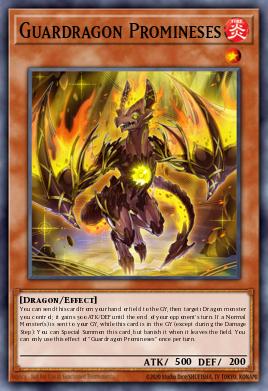 Guardragon Promineses
FIRE
炎
[Dragon/Effect]
You can send this card from your hand or field to the GY, then target 1 Dragon monster
you control; it gains 500 ATK/DEF until the end of your opponent's turn. If a Normal
Monster(s) is sent to your GY, while this card is in the GY (except during the Damage
Step): You can Special Summon this card, but banish it when it leaves the field. You
can only use this effect of "Guardragon Promineses" once per turn.
ATK/ 500 DEF/ 200
©2020 Studio Dice/SHUEISHA, TV TOKYO, KONAMI